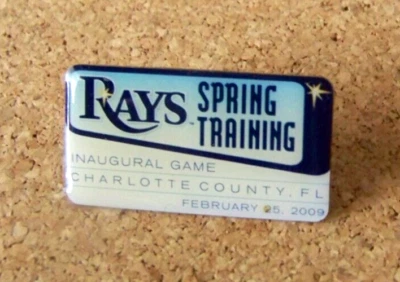 RAYS SPRING
TRAINING
INAUGURAL GAME
CHARLOTTE COUNTY, FL
FEBRUARY 25, 2009